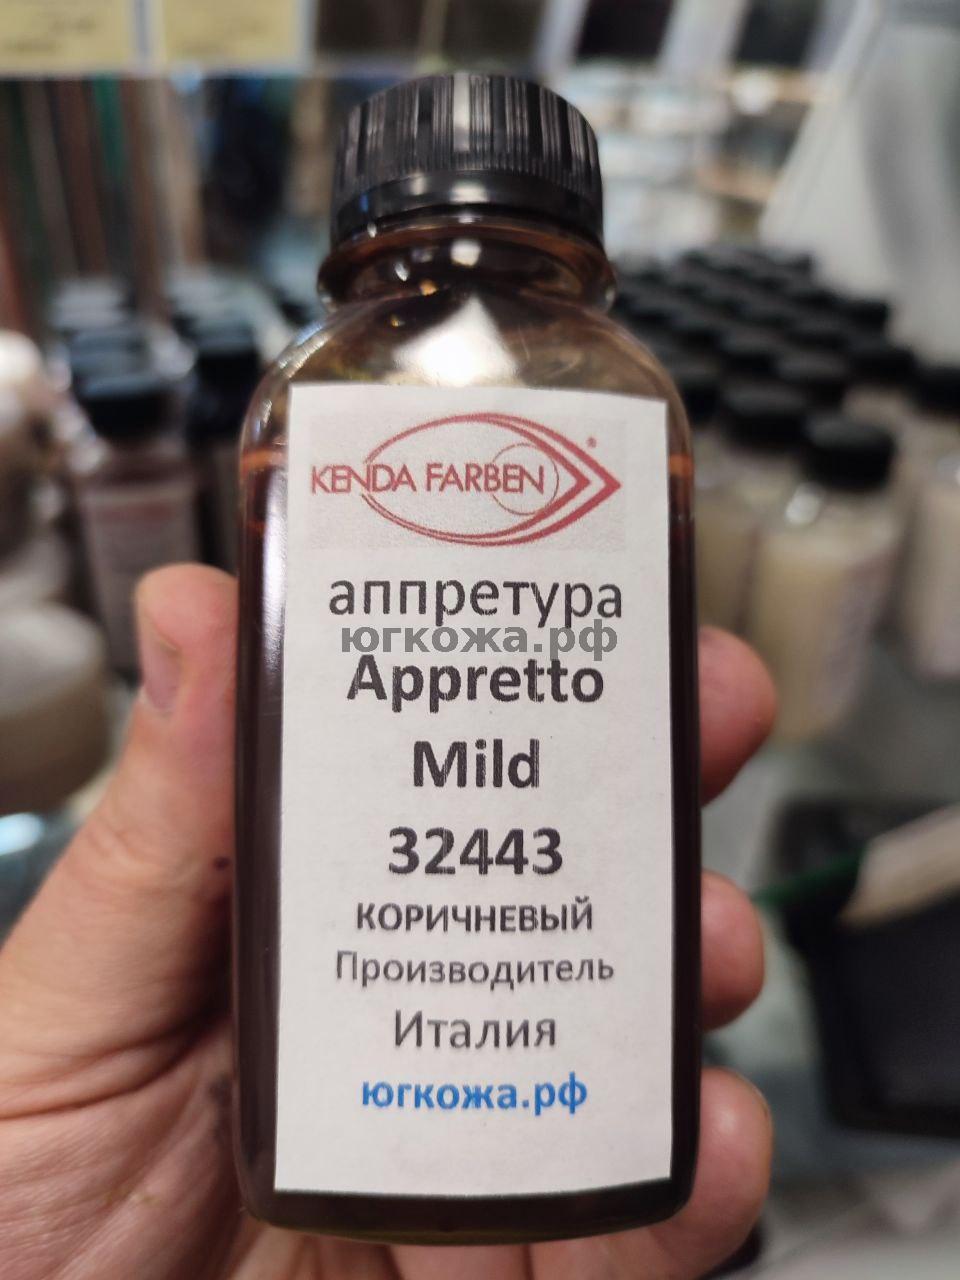 KENDA FARBEN®
аппретура
югкожа.рф
Appretto
Mild
32443
КОРИЧНЕВЫЙ
Производитель
Италия
югкожа.рф